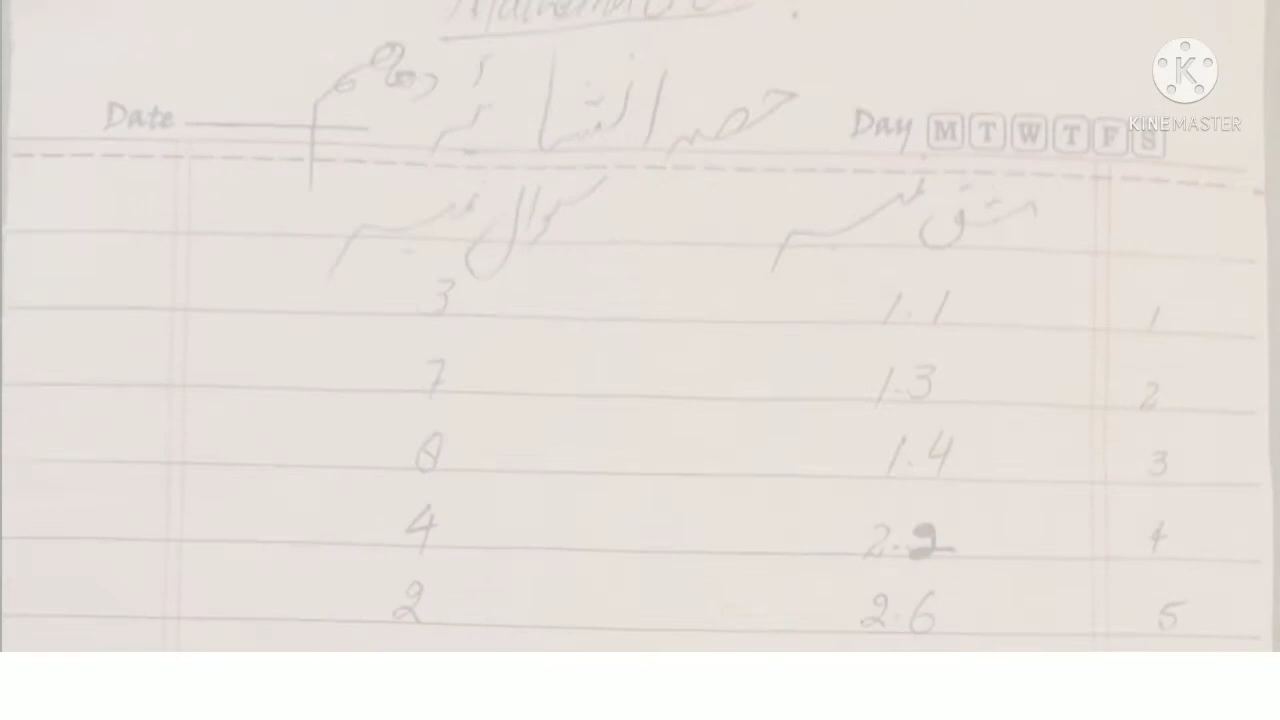 Mathematics
حصہ انشائیہ
Date Day M T W T F S
KINEMASTER
مشق نمبر سوال نمبر
1 1.1 3
2 1.3 7
3 1.4 8
4 2.2 4
5 2.6 2